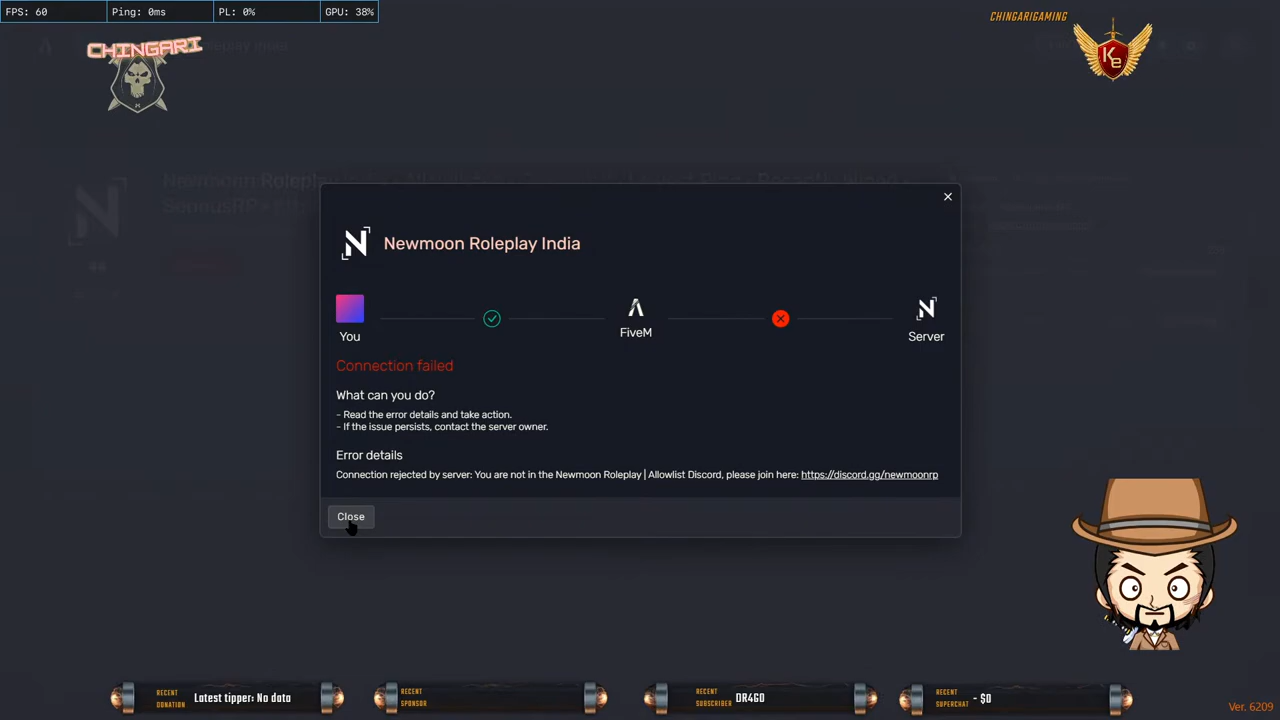 FPS: 60 Ping: 0ms PL: 0% GPU: 38%
CHINGARIGAMING
CHINGARI
Ke
Newmoon Roleplay India
You
FiveM
Server
Connection failed
What can you do?
- Read the error details and take action.
- If the issue persists, contact the server owner.
Error details
Connection rejected by server: You are not in the Newmoon Roleplay | Allowlist Discord, please join here: https://discord.gg/newmoonrp
Close
RECENT DONATION Latest tipper: No data
RECENT SPONSOR
RECENT SUBSCRIBER DR4GO
RECENT SUPERCHAT - $0
Ver. 6209